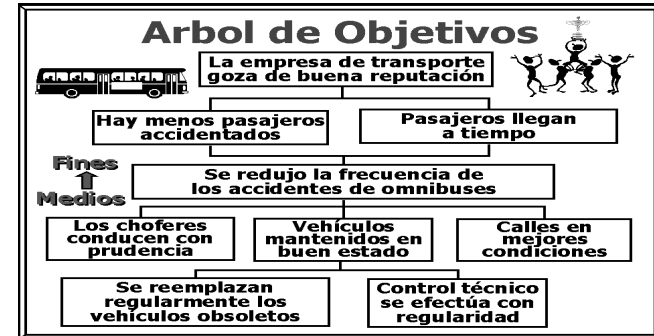 Arbol de Objetivos
La empresa de transporte
goza de buena reputación
Hay menos pasajeros
accidentados
Pasajeros llegan
a tiempo
Fines
Medios
Se redujo la frecuencia de
los accidentes de omnibuses
Los choferes
conducen con
prudencia
Vehículos
mantenidos en
buen estado
Calles en
mejores
condiciones
Se reemplazan
regularmente los
vehículos obsoletos
Control técnico
se efectúa con
regularidad